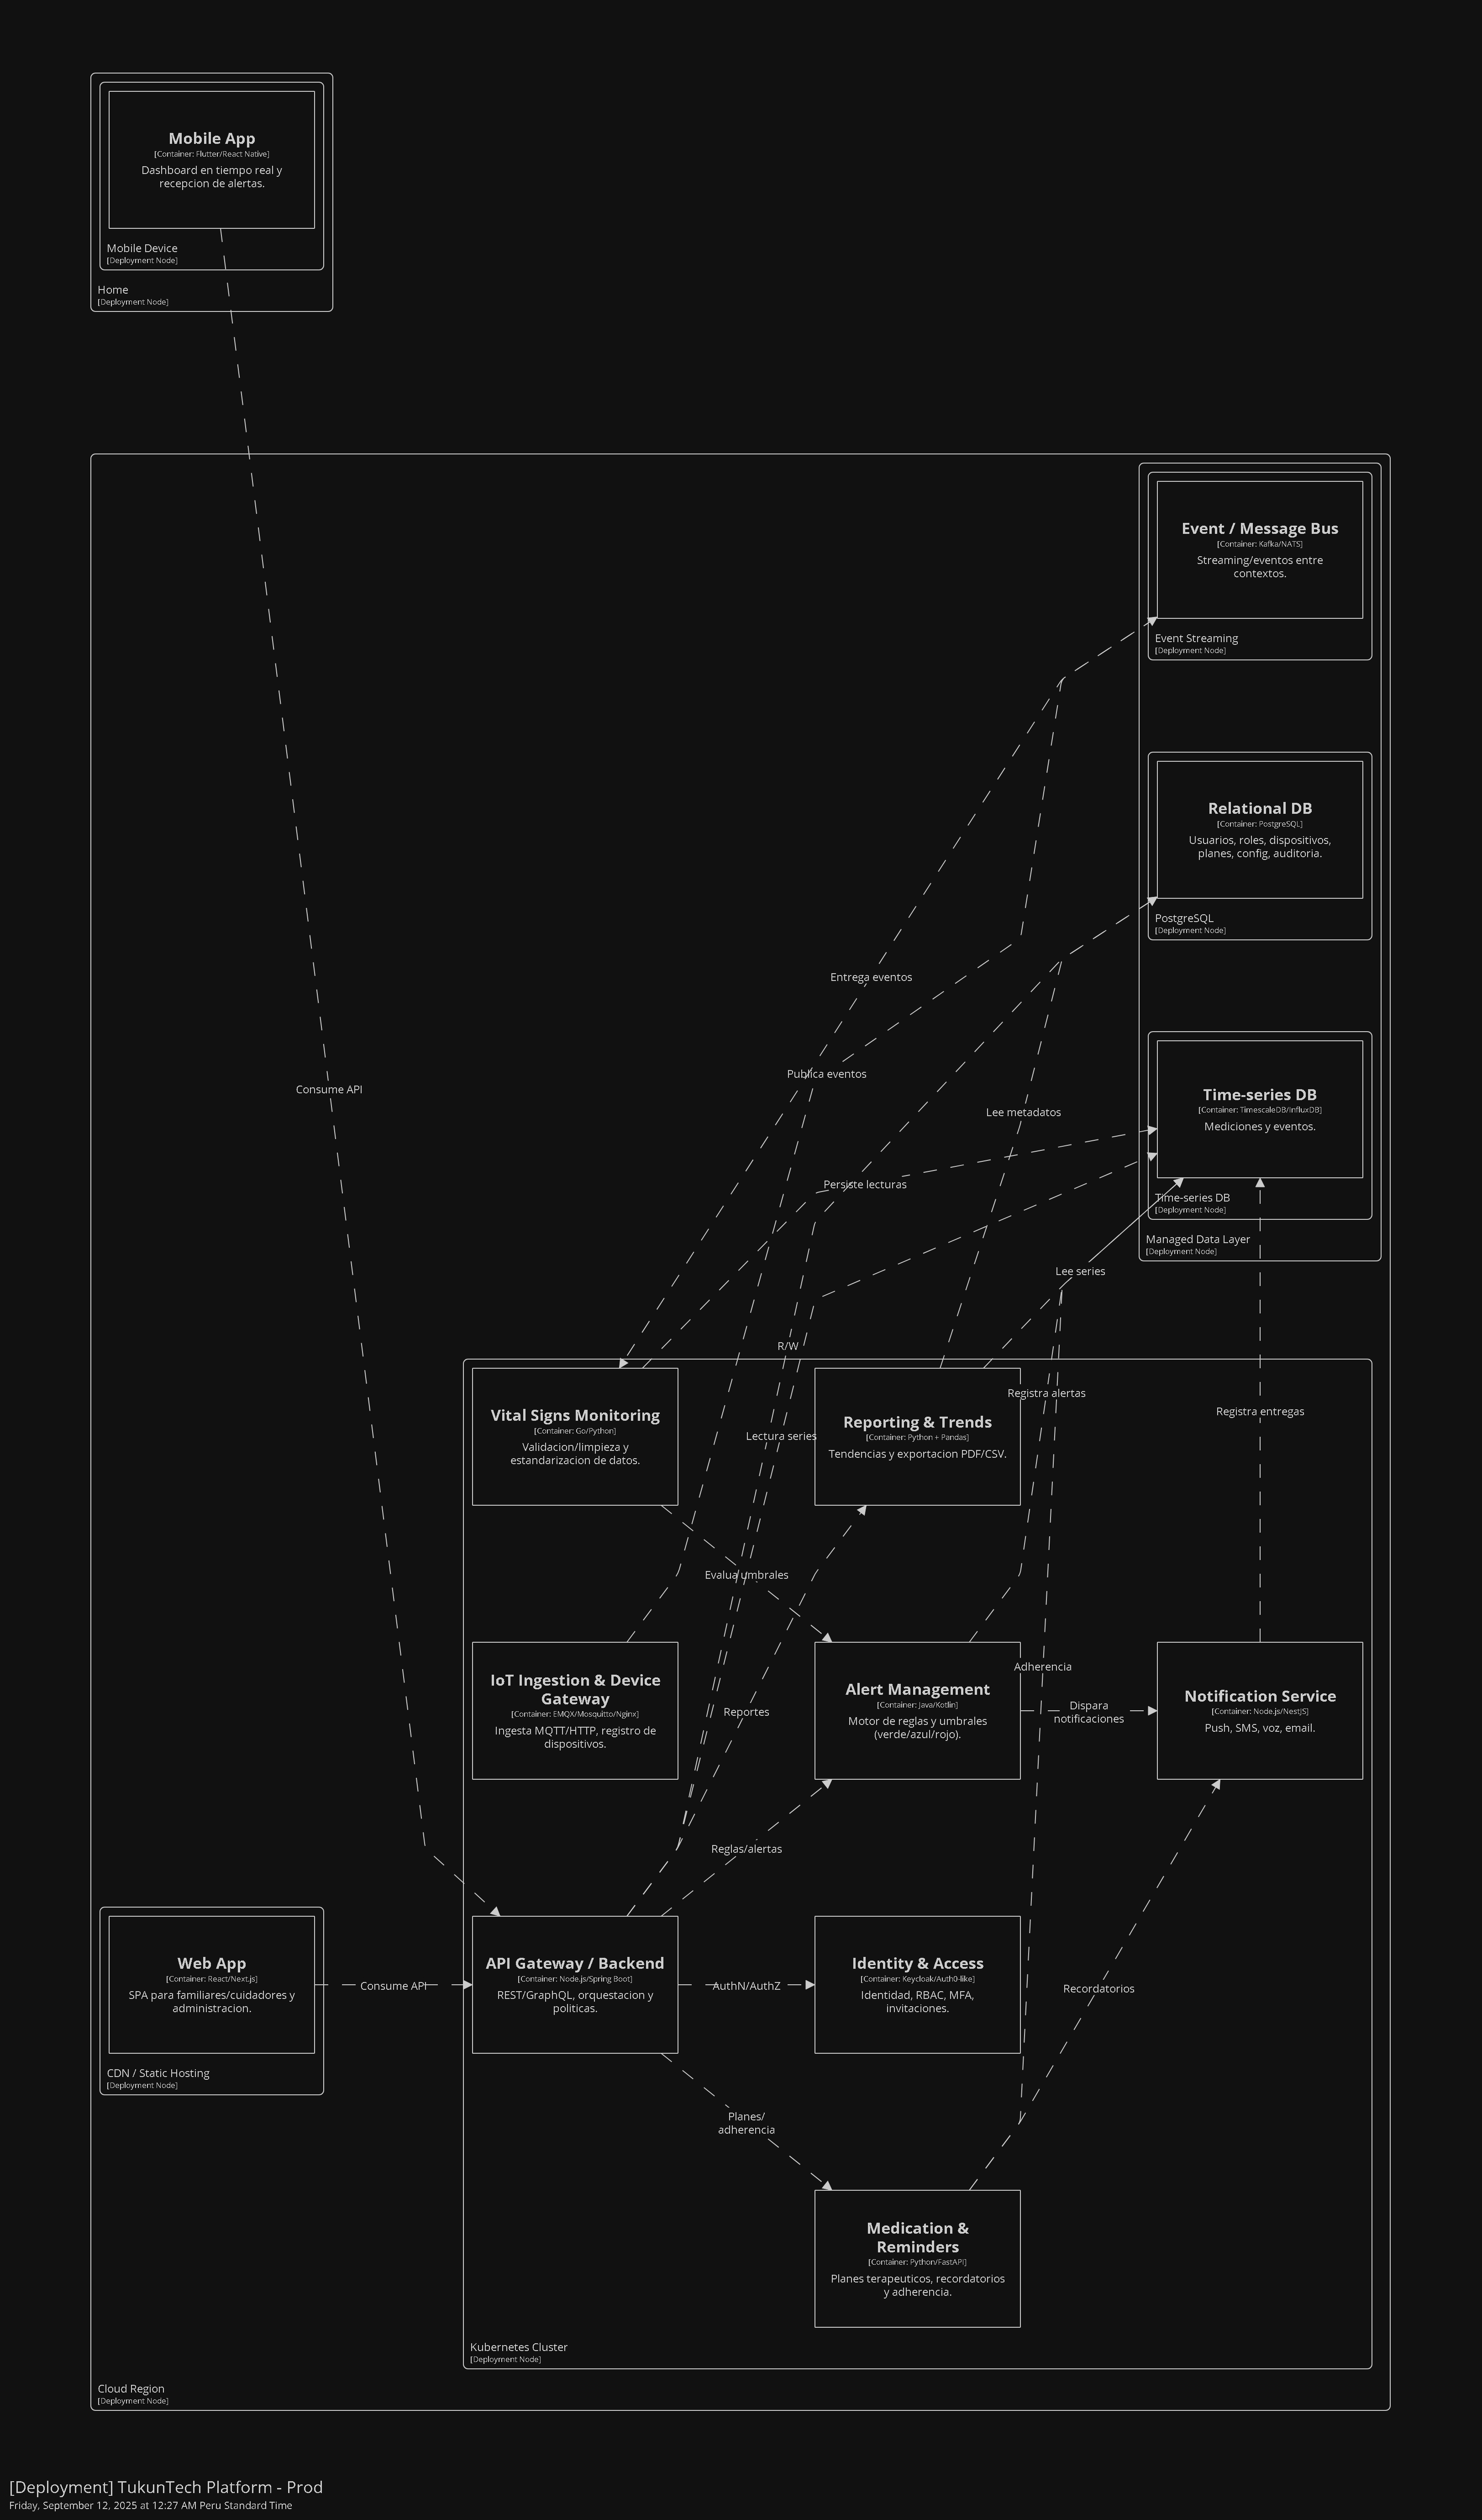 Mobile App
[Container: Flutter/React Native]
Dashboard en tiempo real y
recepcion de alertas.
Mobile Device
[Deployment Node]
Home
[Deployment Node]
Event / Message Bus
[Container: Kafka/NATS]
Streaming/eventos entre
contextos.
Event Streaming
[Deployment Node]
Relational DB
[Container: PostgreSQL]
Usuarios, roles, dispositivos,
planes, config, auditoria.
PostgreSQL
[Deployment Node]
Entrega eventos
Publica eventos
Consume API
Lee metadatos
Time-series DB
[Container: TimescaleDB/InfluxDB]
Mediciones y eventos.
Persiste lecturas
Time-series DB
[Deployment Node]
Managed Data Layer
[Deployment Node]
Lee series
R/W
Registra alertas
Registra entregas
Lectura series
Vital Signs Monitoring
[Container: Go/Python]
Validacion/limpieza y
estandarizacion de datos.
Reporting & Trends
[Container: Python + Pandas]
Tendencias y exportacion PDF/CSV.
Evalua umbrales
IoT Ingestion & Device
Gateway
[Container: EMQX/Mosquitto/Nginx]
Ingesta MQTT/HTTP, registro de
dispositivos.
Reportes
Alert Management
[Container: Java/Kotlin]
Motor de reglas y umbrales
(verde/azul/rojo).
Adherencia
Dispara
notificaciones
Notification Service
[Container: Node.js/NestJS]
Push, SMS, voz, email.
Reglas/alertas
Web App
[Container: React/Next.js]
SPA para familiares/cuidadores y
administracion.
CDN / Static Hosting
[Deployment Node]
Consume API
API Gateway / Backend
[Container: Node.js/Spring Boot]
REST/GraphQL, orquestacion y
politicas.
AuthN/AuthZ
Identity & Access
[Container: Keycloak/Auth0-like]
Identidad, RBAC, MFA,
invitaciones.
Recordatorios
Planes/
adherencia
Medication &
Reminders
[Container: Python/FastAPI]
Planes terapeuticos, recordatorios
y adherencia.
Kubernetes Cluster
[Deployment Node]
Cloud Region
[Deployment Node]
[Deployment] TukunTech Platform - Prod
Friday, September 12, 2025 at 12:27 AM Peru Standard Time